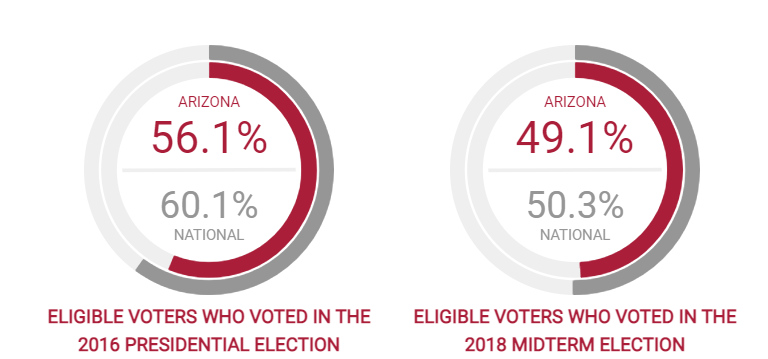 ARIZONA
56.1%
60.1%
NATIONAL
ELIGIBLE VOTERS WHO VOTED IN THE
2016 PRESIDENTIAL ELECTION
ARIZONA
49.1%
50.3%
NATIONAL
ELIGIBLE VOTERS WHO VOTED IN THE
2018 MIDTERM ELECTION